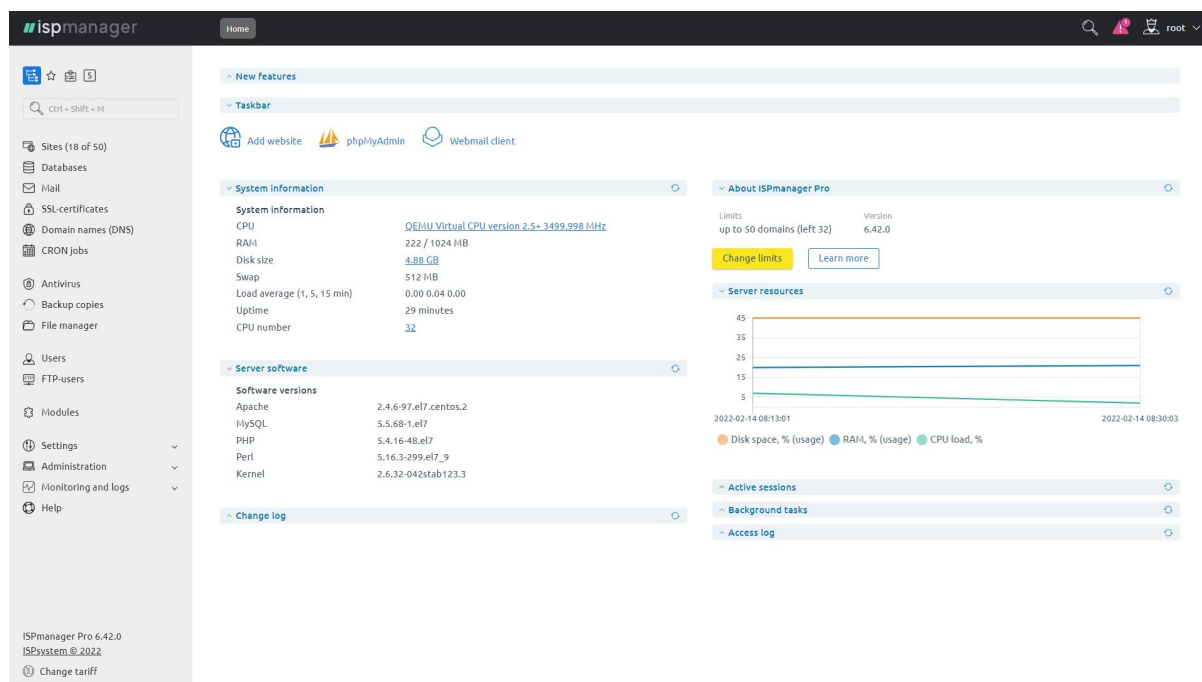 ispmanager
Home
1
root
5
Ctrl + Shift + M
Sites (18 of 50)
Databases
Mail
SSL-certificates
Domain names (DNS)
CRON jobs
Antivirus
Backup copies
File manager
Users
FTP-users
Modules
Settings
Administration
Monitoring and logs
Help
ISPmanager Pro 6.42.0
ISPsystem © 2022
Change tariff
New features
Taskbar
Add website phpMyAdmin Webmail client
System information
System information
CPU QEMU Virtual CPU version 2.5+ 3499.998 MHz
RAM 222 / 1024 MB
Disk size 4.88 GB
Swap 512 MB
Load average (1, 5, 15 min) 0.00 0.04 0.00
Uptime 29 minutes
CPU number 32
Server software
Software versions
Apache 2.4.6-97.el7.centos.2
MySQL 5.5.68-1.el7
PHP 5.4.16-48.el7
Perl 5.16.3-299.el7_9
Kernel 2.6.32-042stab123.3
Change log
About ISPmanager Pro
Limits Version
up to 50 domains (left 32) 6.42.0
Change limits Learn more
Server resources
45
35
25
15
5
2022-02-14 08:13:01 2022-02-14 08:30:03
Disk space, % (usage) RAM, % (usage) CPU load, %
Active sessions
Background tasks
Access log